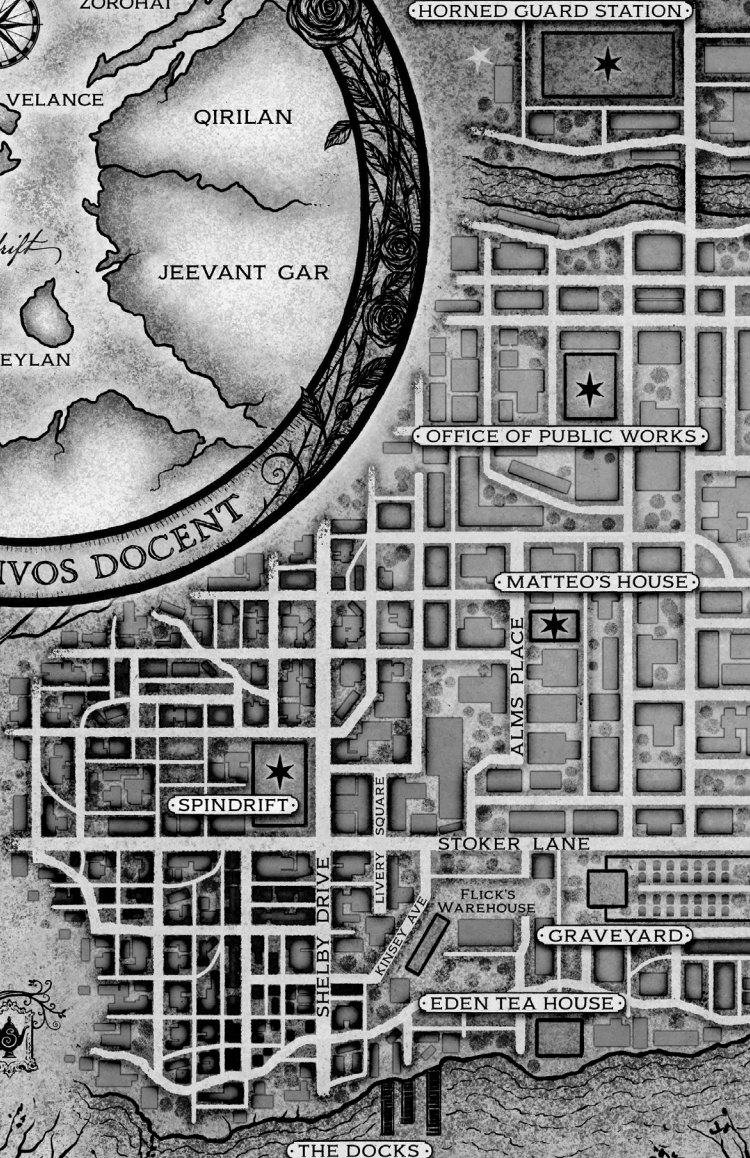 ZOROHAI
HORNED GUARD STATION
VELANCE
QIRILAN
JEEVANT GAR
EYLAN
OFFICE OF PUBLIC WORKS
IVOS DOCENT
MATTEO'S HOUSE
ALMS PLACE
SPINDRIFT
LIVERY SQUARE
STOKER LANE
SHELBY DRIVE
FLICK'S
WAREHOUSE
KINSEY AVE
GRAVEYARD
EDEN TEA HOUSE
THE DOCKS